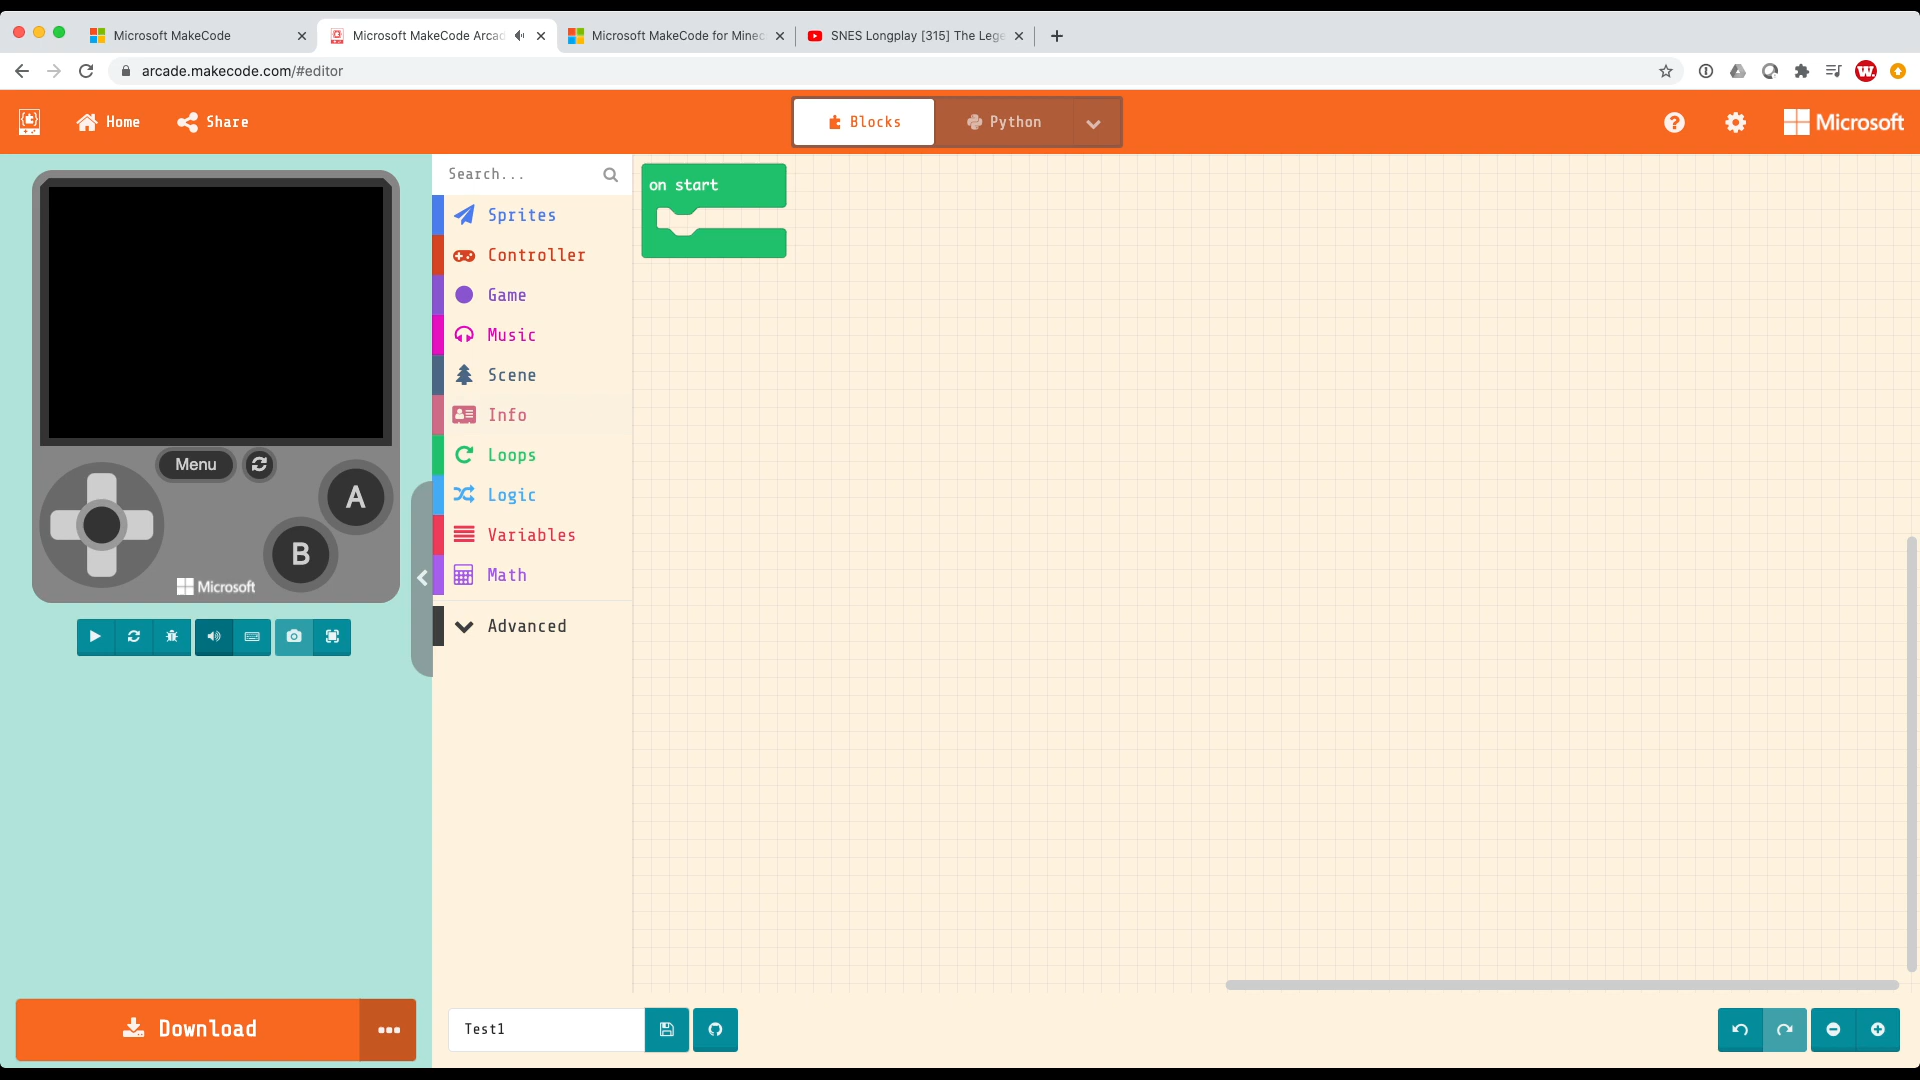 Microsoft MakeCode
Microsoft MakeCode Arcad
Microsoft MakeCode for Minec
SNES Longplay [315] The Lege
arcade.makecode.com/#editor
W.
Home
Share
Blocks
Python
Microsoft
Search...
on start
Sprites
Controller
Game
Music
Scene
Info
Loops
Logic
Variables
Math
Advanced
Menu
A
B
Microsoft
Download
Test1